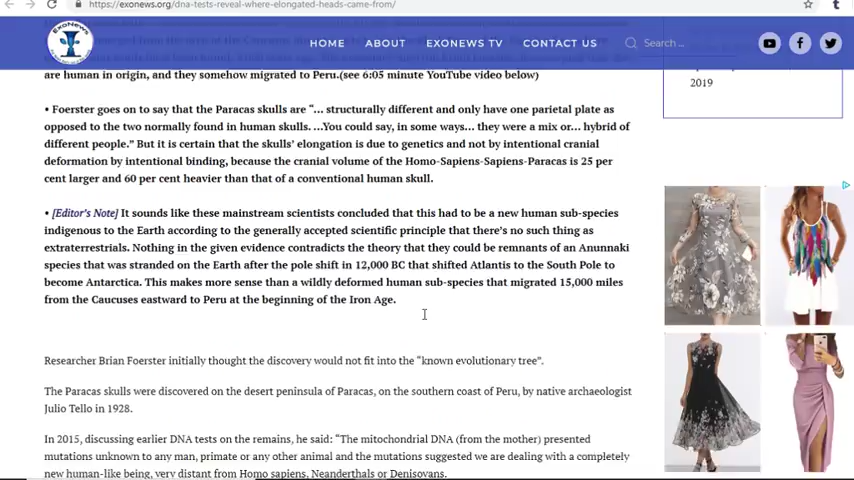 https://exonews.org/dna-tests-reveal-where-elongated-heads-came-from/
ExoNews
HOME ABOUT EXONEWS TV CONTACT US Search ...
are human in origin, and they somehow migrated to Peru.(see 6:05 minute YouTube video below)
2019
• Foerster goes on to say that the Paracas skulls are “… structurally different and only have one parietal plate as
opposed to the two normally found in human skulls. …You could say, in some ways… they were a mix or… hybrid of
different people.” But it is certain that the skulls’ elongation is due to genetics and not by intentional cranial
deformation by intentional binding, because the cranial volume of the Homo-Sapiens-Sapiens-Paracas is 25 per
cent larger and 60 per cent heavier than that of a conventional human skull.
• [Editor’s Note] It sounds like these mainstream scientists concluded that this had to be a new human sub-species
indigenous to the Earth according to the generally accepted scientific principle that there’s no such thing as
extraterrestrials. Nothing in the given evidence contradicts the theory that they could be remnants of an Anunnaki
species that was stranded on the Earth after the pole shift in 12,000 BC that shifted Atlantis to the South Pole to
become Antarctica. This makes more sense than a wildly deformed human sub-species that migrated 15,000 miles
from the Caucuses eastward to Peru at the beginning of the Iron Age.
Researcher Brian Foerster initially thought the discovery would not fit into the “known evolutionary tree”.
The Paracas skulls were discovered on the desert peninsula of Paracas, on the southern coast of Peru, by native archaeologist
Julio Tello in 1928.
In 2015, discussing earlier DNA tests on the remains, he said: “The mitochondrial DNA (from the mother) presented
mutations unknown to any man, primate or any other animal and the mutations suggested we are dealing with a completely
new human-like being, very distant from Homo sapiens, Neanderthals or Denisovans.